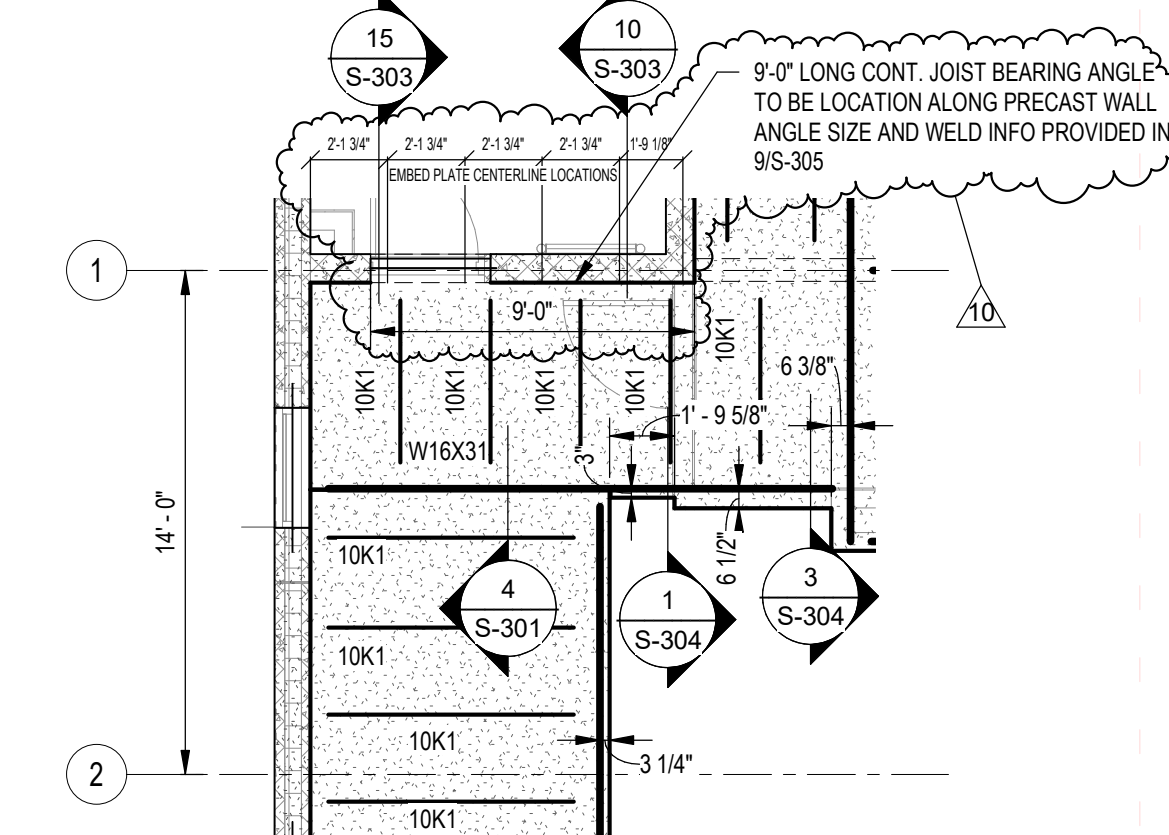 15
S-303
10
S-303
9'-0" LONG CONT. JOIST BEARING ANGLE
TO BE LOCATION ALONG PRECAST WALL
ANGLE SIZE AND WELD INFO PROVIDED IN
9/S-305
2'-1 3/4" 2'-1 3/4" 2'-1 3/4" 2'-1 3/4" 1'-9 1/8"
EMBED PLATE CENTERLINE LOCATIONS
1
10
9'-0"
10K1
10K1
10K1
10K1
10K1
6 3/8"
1' - 9 5/8"
W16X31
3"
14' - 0"
6 1/2"
10K1
4
S-301
1
S-304
3
S-304
10K1
10K1
3 1/4"
2
10K1